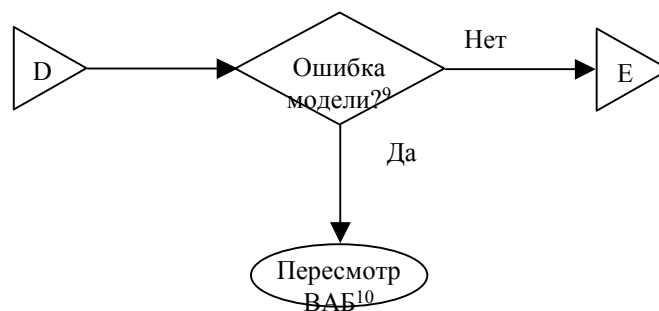 D
Ошибка
модели?⁹
Нет
E
Да
Пересмотр
ВАБ¹⁰